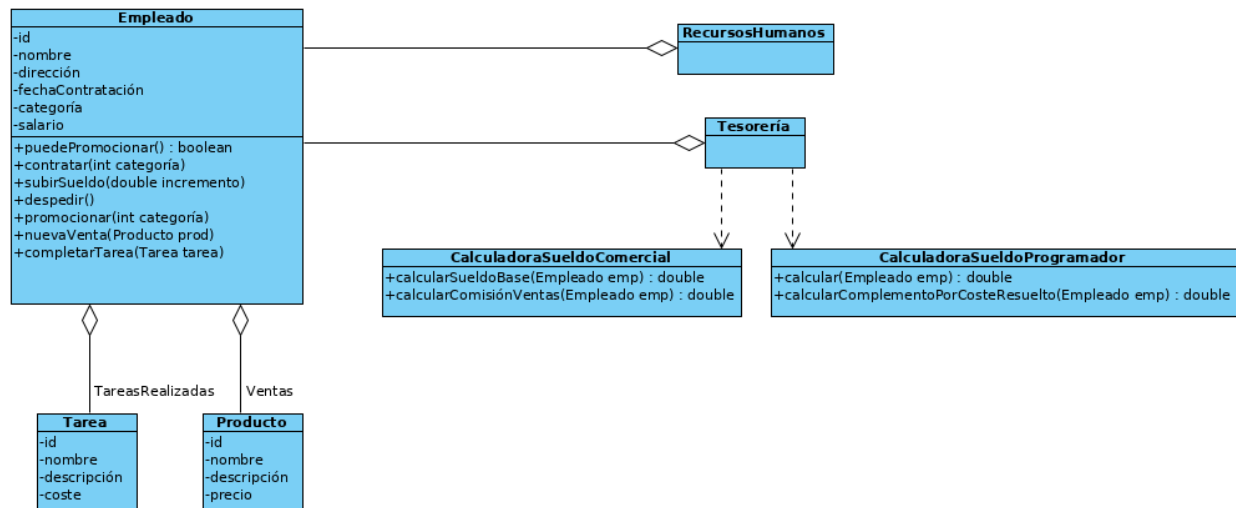 Empleado
-id
-nombre
-dirección
-fechaContratación
-categoría
-salario
+puedePromocionar() : boolean
+contratar(int categoría)
+subirSueldo(double incremento)
+despedir()
+promocionar(int categoría)
+nuevaVenta(Producto prod)
+completarTarea(Tarea tarea)
RecursosHumanos
Tesorería
CalculadoraSueldoComercial
+calcularSueldoBase(Empleado emp) : double
+calcularComisiónVentas(Empleado emp) : double
CalculadoraSueldoProgramador
+calcular(Empleado emp) : double
+calcularComplementoPorCosteResuelto(Empleado emp) : double
TareasRealizadas
Ventas
Tarea
-id
-nombre
-descripción
-coste
Producto
-id
-nombre
-descripción
-precio